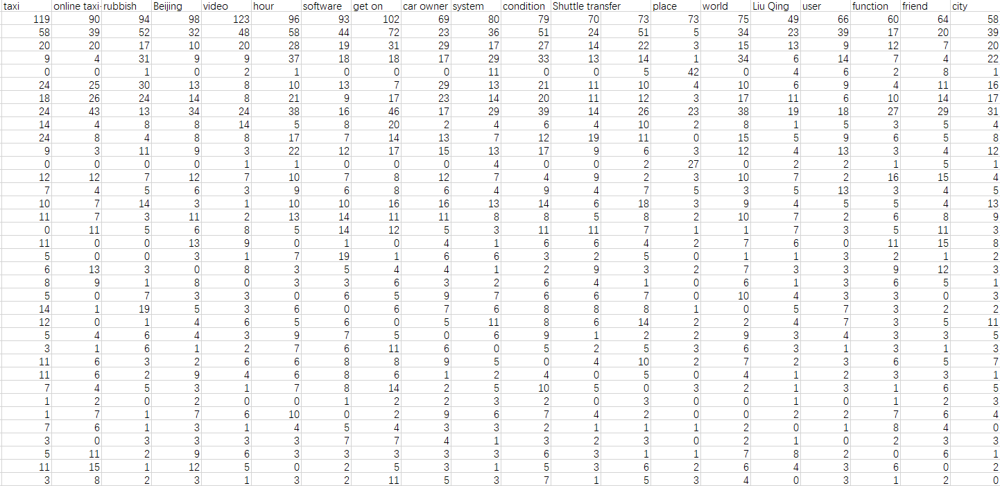 taxi online taxi- rubbish Beijing video hour software get on car owner system condition Shuttle transfer place world Liu Qing user function friend city
119 90 94 98 123 96 93 102 69 80 79 70 73 73 75 49 66 60 64 58
58 39 52 32 48 58 44 72 23 36 51 24 51 5 34 23 39 17 20 39
20 20 17 10 20 28 19 31 29 17 27 14 22 3 15 13 9 12 7 20
9 4 31 9 9 37 18 18 17 29 33 13 14 1 34 6 14 7 4 22
0 0 1 0 2 1 0 0 0 11 0 0 5 42 0 4 6 2 8 1
24 25 30 13 8 10 13 7 29 13 21 11 10 4 10 6 9 4 11 16
18 26 24 14 8 21 9 17 23 14 20 11 12 3 17 11 6 10 14 17
24 43 13 34 24 38 16 46 17 29 39 14 26 23 38 19 18 27 29 31
14 4 8 8 14 5 8 20 2 4 6 4 10 2 8 1 5 3 5 4
24 8 4 8 8 17 7 14 13 7 12 19 11 0 15 5 9 6 5 8
9 3 11 9 3 22 12 17 15 13 17 9 6 3 12 4 13 3 4 12
0 0 0 0 1 1 0 0 0 4 0 0 2 27 0 2 2 1 5 1
12 12 7 12 7 10 7 8 12 7 4 9 2 3 10 7 2 16 15 4
7 4 5 6 3 9 6 8 6 4 9 4 7 5 3 5 13 3 4 5
10 7 14 3 1 10 10 16 16 13 14 6 18 3 9 4 5 5 4 13
11 7 3 11 2 13 14 11 11 8 8 5 8 2 10 7 2 6 8 9
0 11 5 6 8 5 14 12 5 3 11 11 7 1 1 7 3 5 11 3
11 0 0 13 9 0 1 0 4 1 6 6 4 2 7 6 0 11 15 8
5 0 0 3 1 7 19 1 6 6 3 2 5 0 1 1 3 2 1 2
6 13 3 0 8 3 5 4 4 1 2 9 3 2 7 3 3 9 12 3
8 9 1 8 0 3 3 6 3 2 6 4 1 0 6 1 3 6 5 1
5 0 7 3 3 0 6 5 9 7 6 6 7 0 10 4 3 3 0 3
14 1 19 5 3 6 0 6 7 6 8 8 8 1 0 5 7 3 2 2
12 0 1 4 6 5 6 0 5 11 8 6 14 2 2 4 7 3 5 11
5 4 6 4 3 9 7 5 0 6 9 1 2 2 9 3 4 3 3 5
3 1 6 1 2 7 6 11 6 0 5 2 5 3 6 3 1 3 1 3
11 6 3 2 6 6 8 8 9 5 0 4 10 2 7 2 3 6 5 7
11 6 2 9 4 6 8 6 1 2 4 0 5 0 4 1 2 3 3 1
7 4 5 3 1 7 8 14 2 5 10 5 0 3 2 1 3 1 6 5
1 2 0 2 0 0 1 2 2 3 2 0 3 0 0 1 0 1 2 3
1 7 1 7 6 10 0 2 9 6 7 4 2 0 0 2 2 7 6 4
7 6 1 3 1 4 5 4 3 3 2 1 1 1 2 0 1 8 4 0
3 0 3 3 3 3 7 7 4 1 3 2 3 0 2 1 0 2 3 3
5 11 2 9 6 3 3 3 3 3 6 3 1 1 7 8 2 0 6 1
11 15 1 12 5 0 2 5 3 1 5 3 6 2 6 4 3 6 0 2
3 8 2 3 1 3 2 11 5 3 7 1 5 3 4 0 3 1 2 0